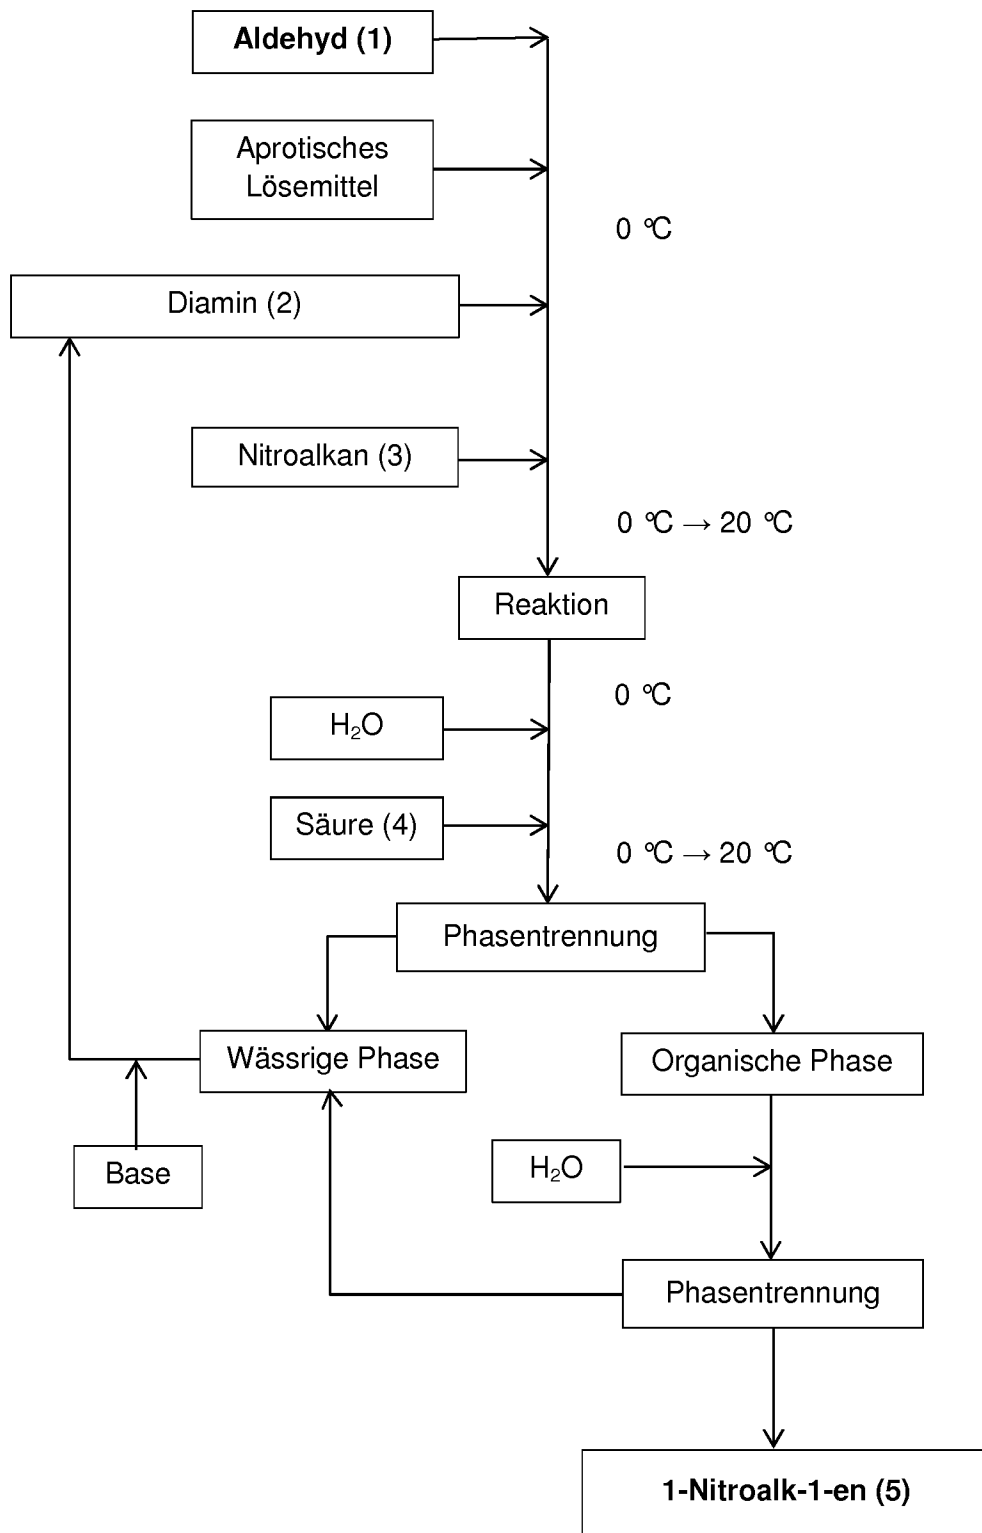 Aldehyd (1)
Aprotisches
Lösemittel
0 °C
Diamin (2)
Nitroalkan (3)
0 °C → 20 °C
Reaktion
0 °C
H₂O
Säure (4)
0 °C → 20 °C
Phasentrennung
Wässrige Phase
Organische Phase
H₂O
Base
Phasentrennung
1-Nitroalk-1-en (5)